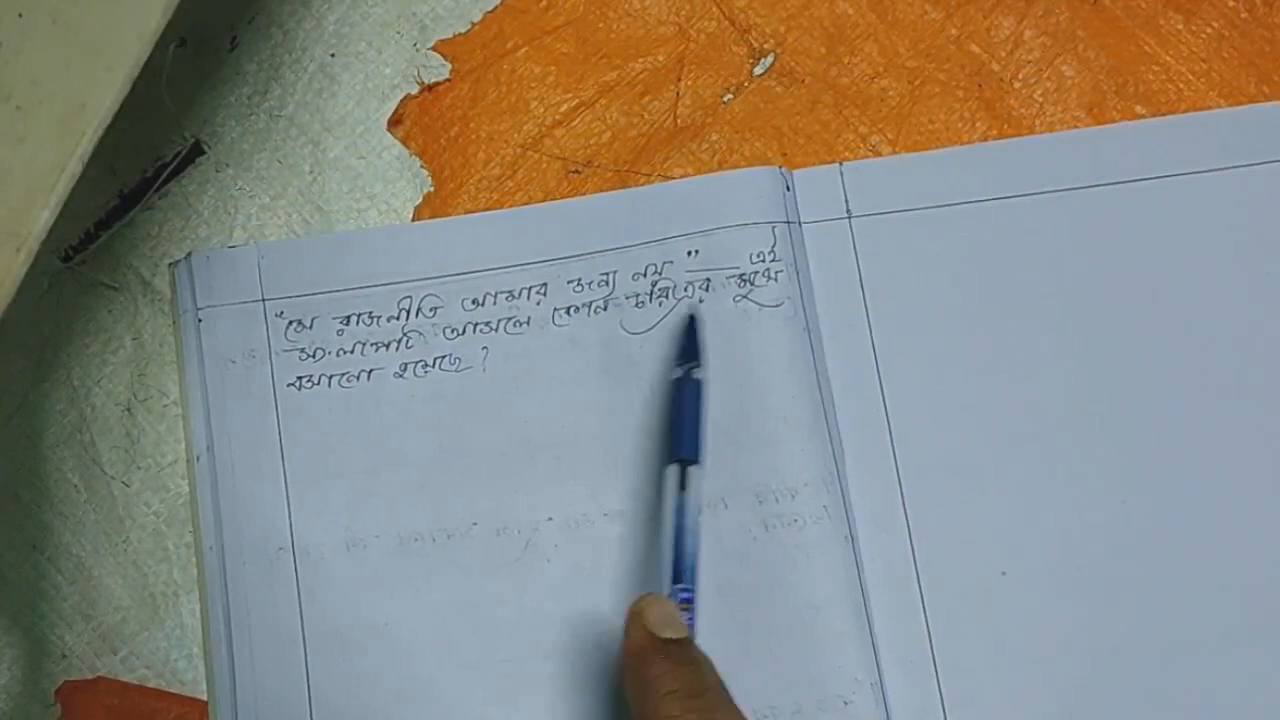 "সে রাজনীতি আমার জন্য নয়" — এই
সংলাপটি আসলে কোন চরিত্রের মুখে
বসানো হয়েছে?